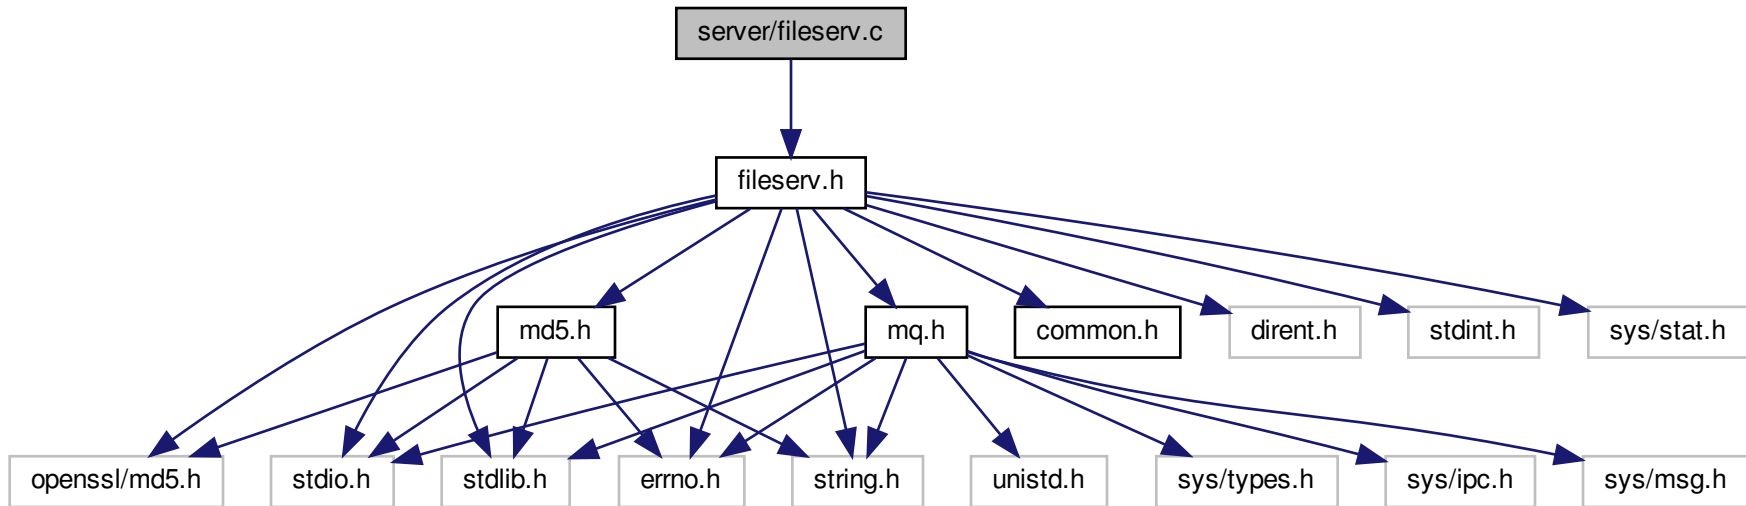 server/fileserv.c
fileserv.h
md5.h
mq.h
common.h
dirent.h
stdint.h
sys/stat.h
openssl/md5.h
stdio.h
stdlib.h
errno.h
string.h
unistd.h
sys/types.h
sys/ipc.h
sys/msg.h